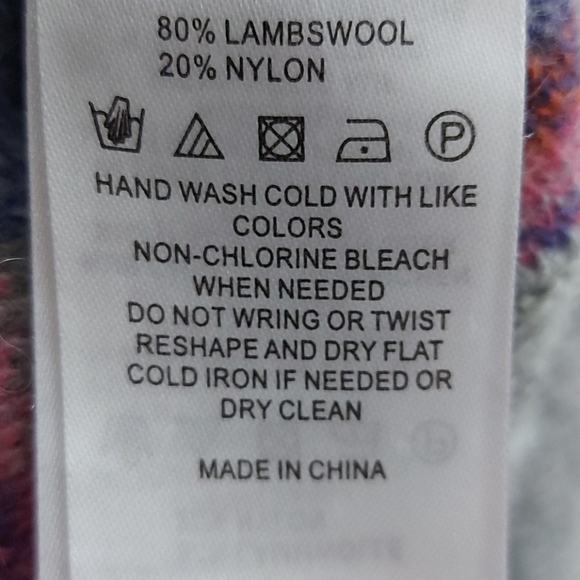 80% LAMBSWOOL
20% NYLON
P
HAND WASH COLD WITH LIKE
COLORS
NON-CHLORINE BLEACH
WHEN NEEDED
DO NOT WRING OR TWIST
RESHAPE AND DRY FLAT
COLD IRON IF NEEDED OR
DRY CLEAN
MADE IN CHINA